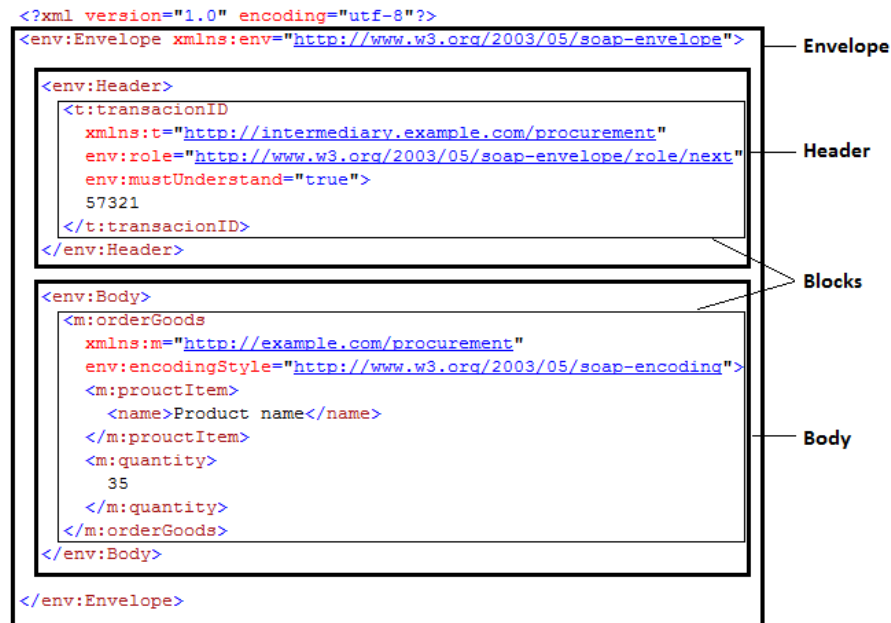 <?xml version="1.0" encoding="utf-8"?>
<env:Envelope xmlns:env="http://www.w3.org/2003/05/soap-envelope">
Envelope
<env:Header>
<t:transacionID
xmlns:t="http://intermediary.example.com/procurement"
env:role="http://www.w3.org/2003/05/soap-envelope/role/next"
Header
env:mustUnderstand="true">
57321
</t:transacionID>
</env:Header>
Blocks
<env:Body>
<m:orderGoods
xmlns:m="http://example.com/procurement"
env:encodingStyle="http://www.w3.org/2003/05/soap-encoding">
<m:prouctItem>
<name>Product name</name>
</m:prouctItem>
Body
<m:quantity>
35
</m:quantity>
</m:orderGoods>
</env:Body>
</env:Envelope>